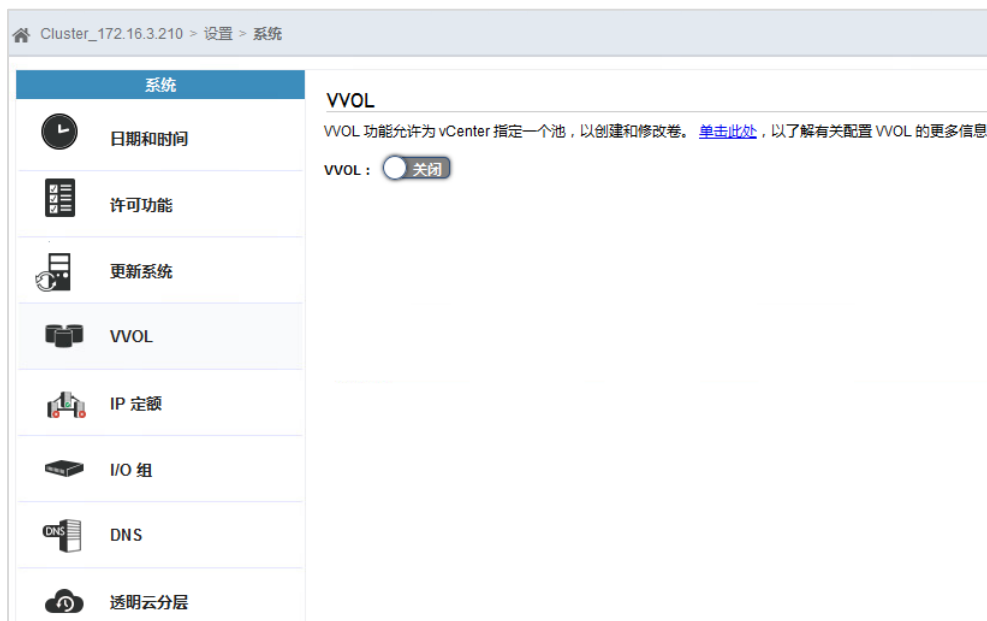 Cluster_172.16.3.210 > 设置 > 系统
系统
日期和时间
许可功能
更新系统
VVOL
IP 定额
I/O 组
DNS
DNS
透明云分层
VVOL
VVOL 功能允许为 vCenter 指定一个池，以创建和修改卷。 单击此处，以了解有关配置 VVOL 的更多信息
VVOL： 关闭